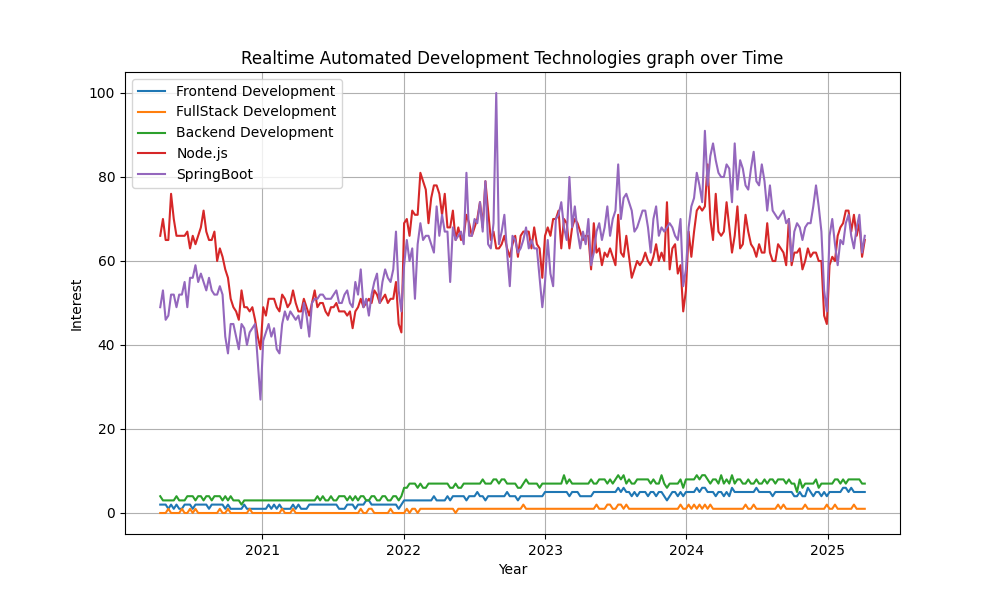 Realtime Automated Development Technologies graph over Time
Frontend Development
FullStack Development
Backend Development
Node.js
SpringBoot
100
80
60
40
20
0
Interest
2021
2022
2023
2024
2025
Year